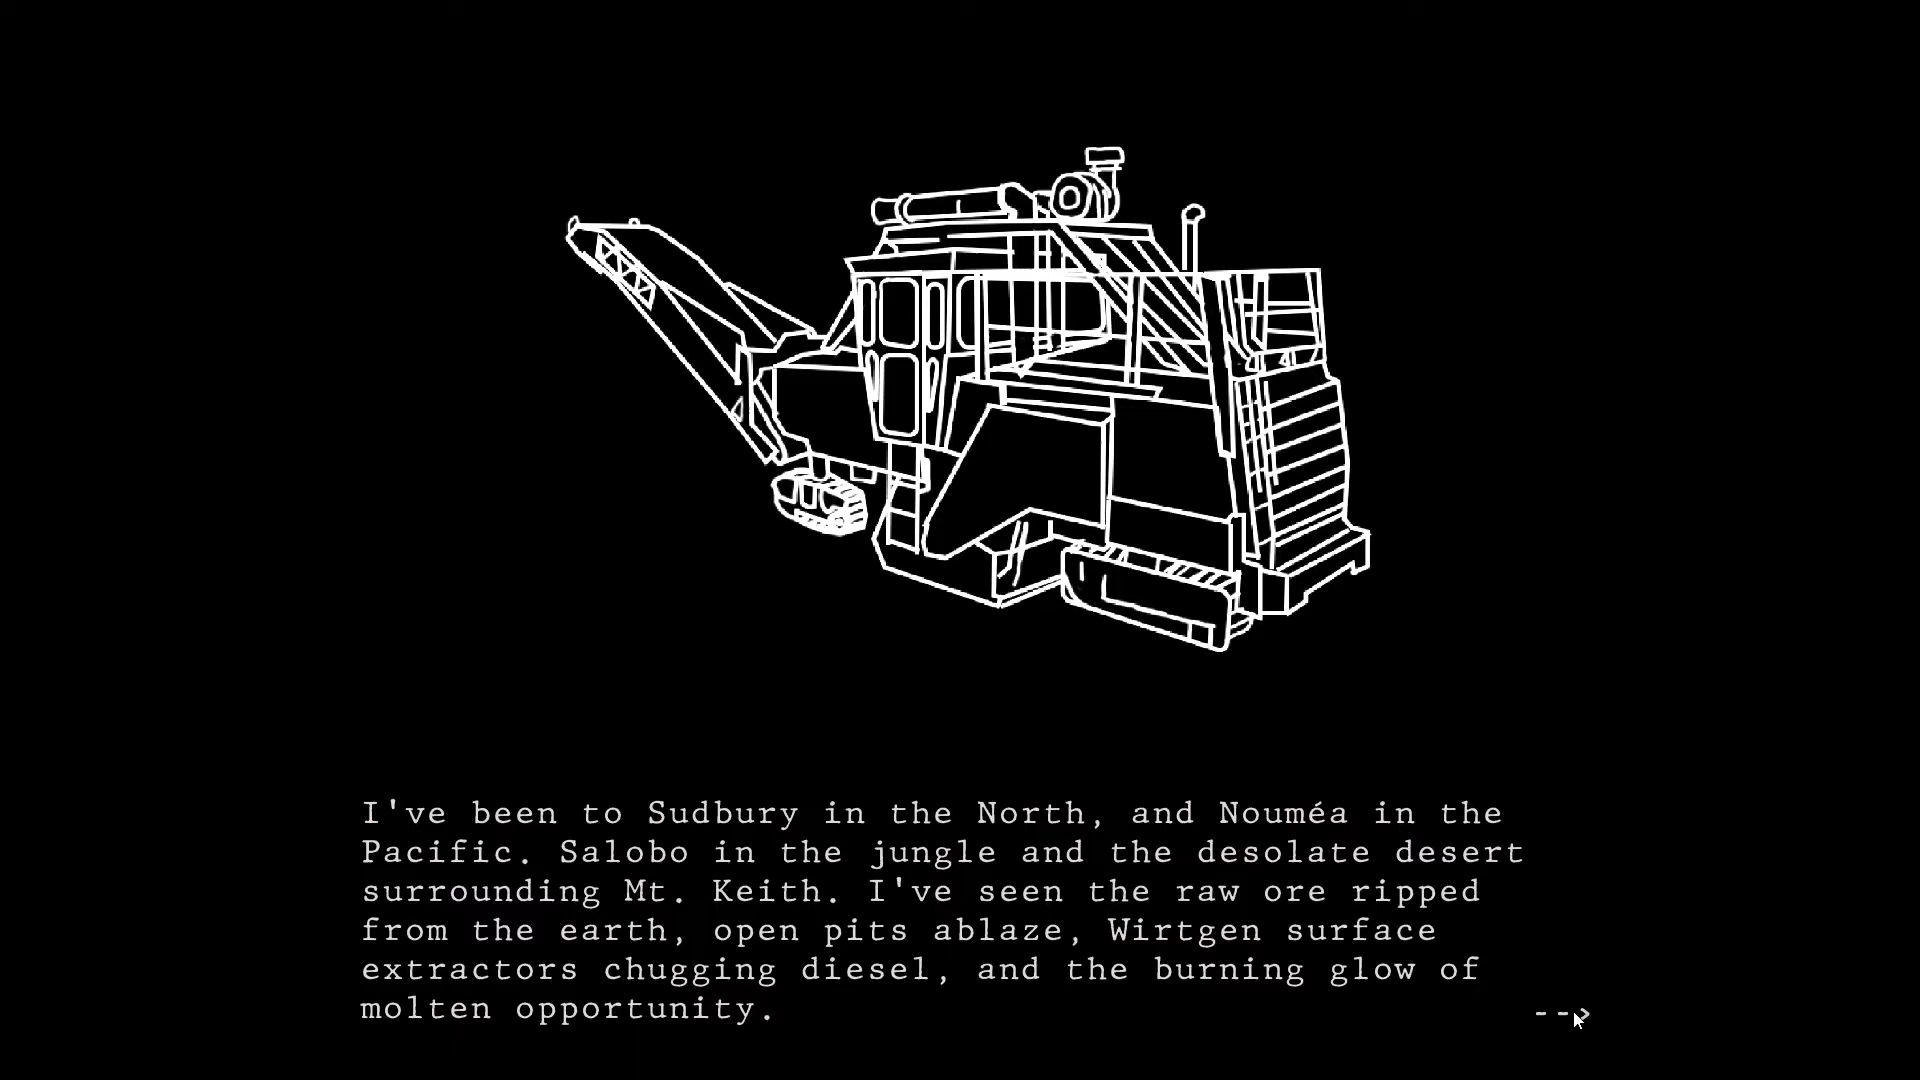 I've been to Sudbury in the North, and Nouméa in the
Pacific. Salobo in the jungle and the desolate desert
surrounding Mt. Keith. I've seen the raw ore ripped
from the earth, open pits ablaze, Wirtgen surface
extractors chugging diesel, and the burning glow of
molten opportunity.
-->